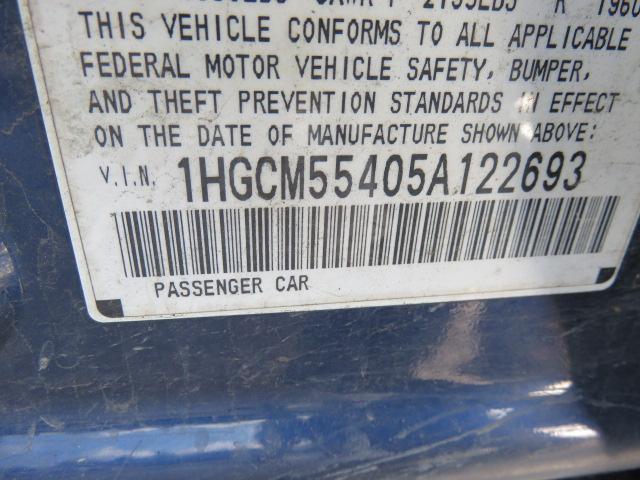 THIS VEHICLE CONFORMS TO ALL APPLICABLE
FEDERAL MOTOR VEHICLE SAFETY, BUMPER,
AND THEFT PREVENTION STANDARDS IN EFFECT
ON THE DATE OF MANUFACTURE SHOWN ABOVE:
V.I.N. 1HGCM55405A122693
PASSENGER CAR